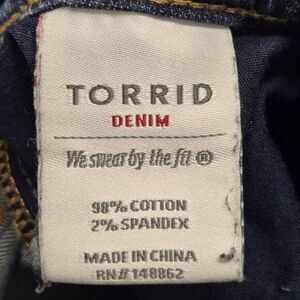 TORRID
DENIM
We swear by the fit ®
98% COTTON
2% SPANDEX
MADE IN CHINA
RN# 148862